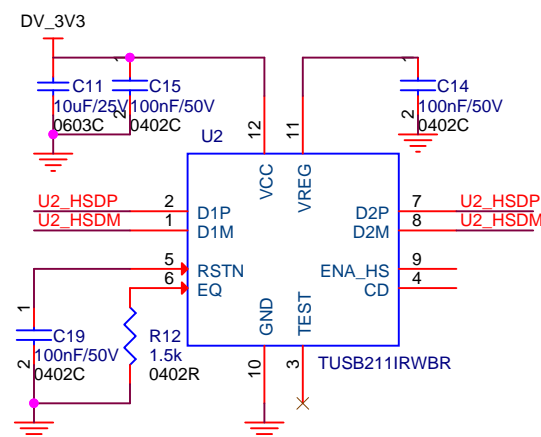 DV_3V3
1
1
C11
C15
C14
10uF/25V
100nF/50V
100nF/50V
2
2
0603C
0402C
0402C
U2
12
11
VCC
VREG
U2_HSDP
2
D1P
D2P
7
U2_HSDP
U2_HSDM
1
D1M
D2M
8
U2_HSDM
5
RSTN
ENA_HS
9
6
EQ
CD
4
1
C19
R12
GND
TEST
100nF/50V
1.5k
2
0402C
0402R
10
3
TUSB211IRWBR